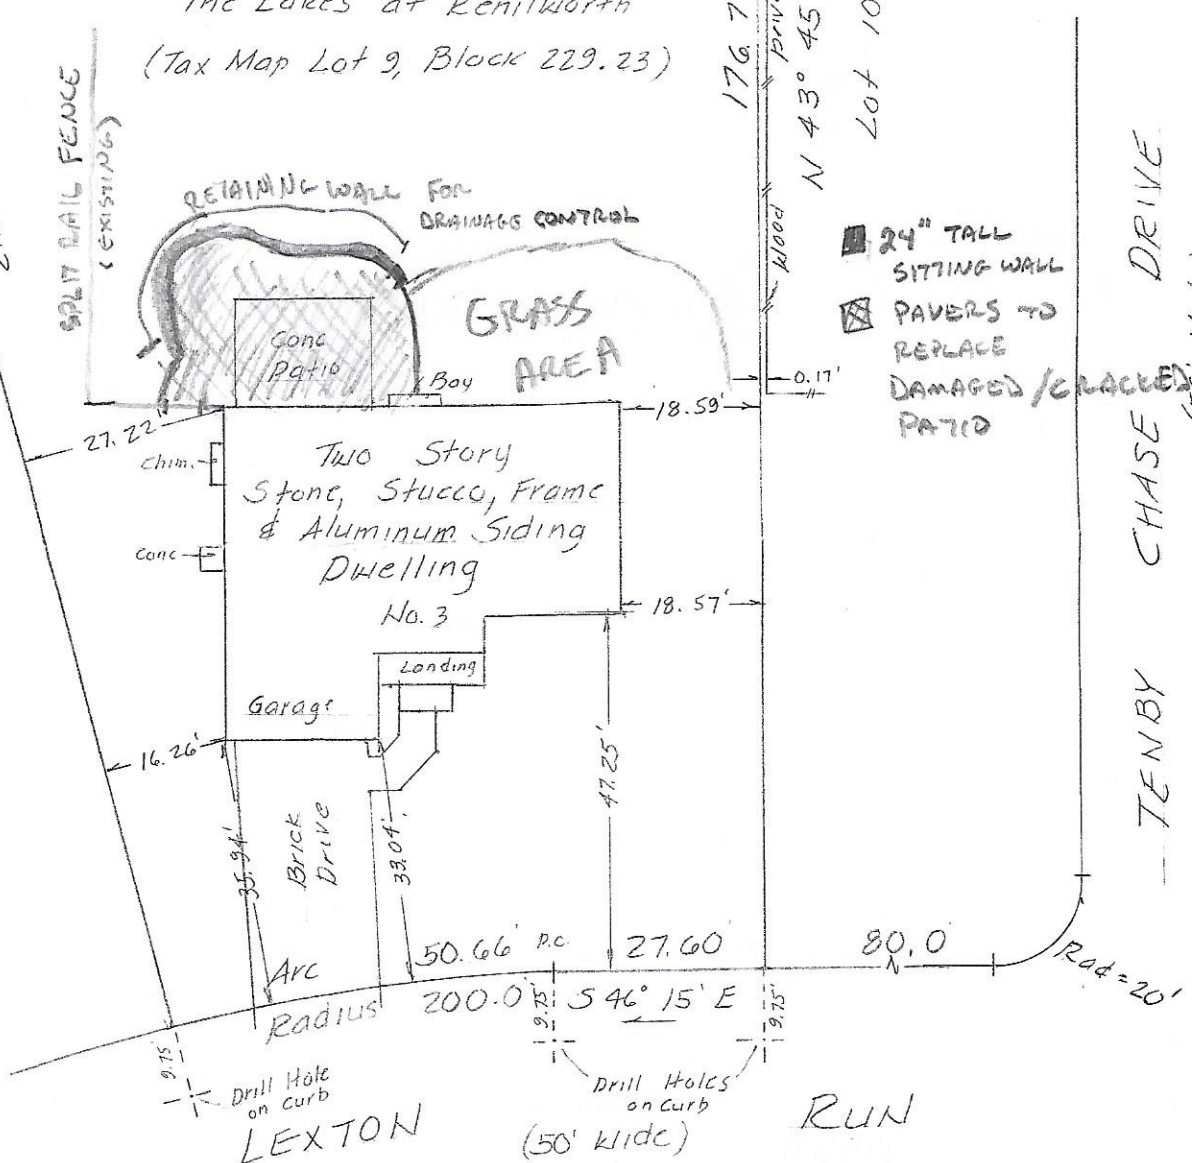 The Lakes at Kenilworth
(Tax Map Lot 9, Block 229.23)
SPLIT RAIL FENCE
(EXISTING)
RETAINING WALL FOR
DRAINAGE CONTROL
176.7
N 43° 45
Lot 10
Wood
24" TALL
SITTING WALL
PAVERS TO
REPLACE
DAMAGED/CRACKED
PATIO
GRASS
AREA
Conc
Patio
Bay
0.17'
18.59'
27.22'
Chim.
Conc
Two Story
Stone, Stucco, Frame
& Aluminum Siding
Dwelling
No. 3
18.57'
Landing
Garage
16.26'
47.25'
Brick
Drive
35.94'
33.04'
TENBY CHASE DRIVE
Arc
50.66' P.C.
27.60'
80.0
Rad = 20'
Radius
200.0'
S 46° 15' E
9.75'
9.75'
9.75'
Drill Hole
on Curb
Drill Holes
on Curb
LEXTON
(50' Wide)
RUN